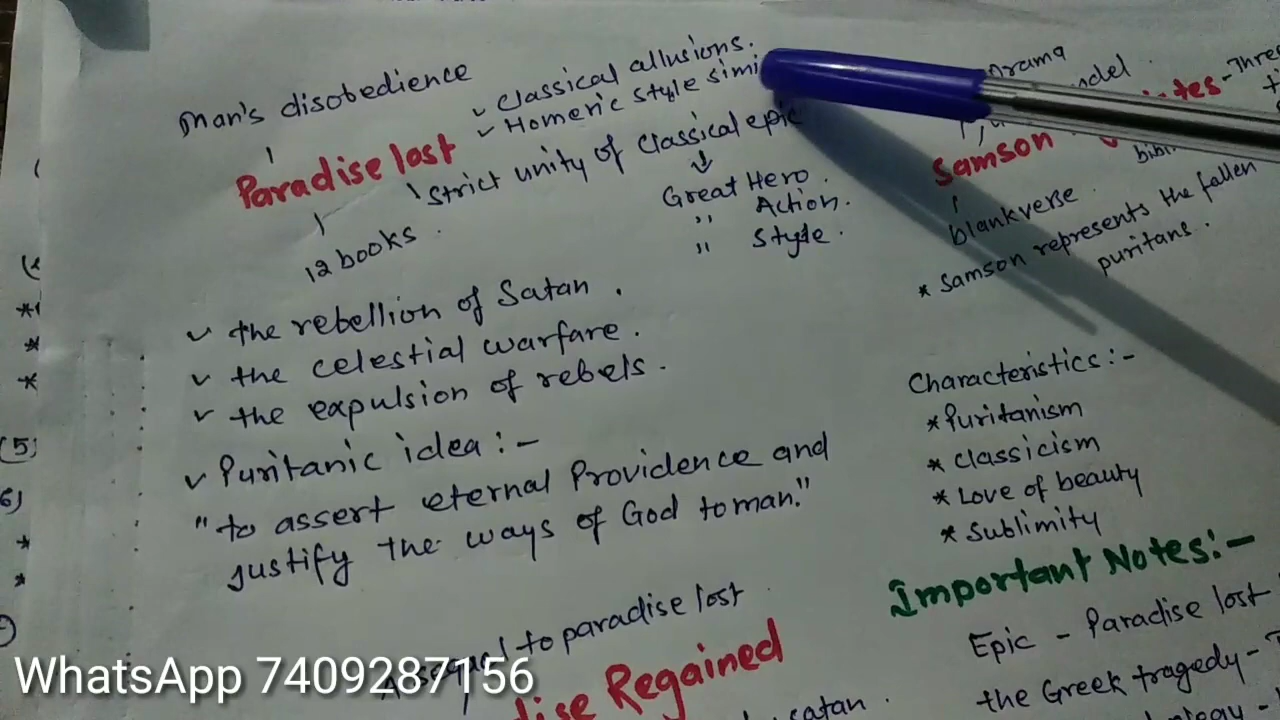 Man's disobedience
Paradise lost
✓ Classical allusions.
✓ Homeric style
Strict unity of classical epic
Great Hero.
" Action.
" Style.
12 books.
✓ the rebellion of Satan.
✓ the celestial warfare.
✓ the expulsion of rebels.
✓ Puritanic idea :-
"to assert eternal Providence and
justify the ways of God to man."
A sequel to paradise lost
Regained
satan.
Drama
Samson
blankverse.
* Samson represents the fallen
puritans.
Characteristics :-
* Puritanism
* classicism
* Love of beauty
* Sublimity
Important Notes :-
Epic - Paradise lost
the Greek tragedy -
(5)
6)
WhatsApp 7409287156